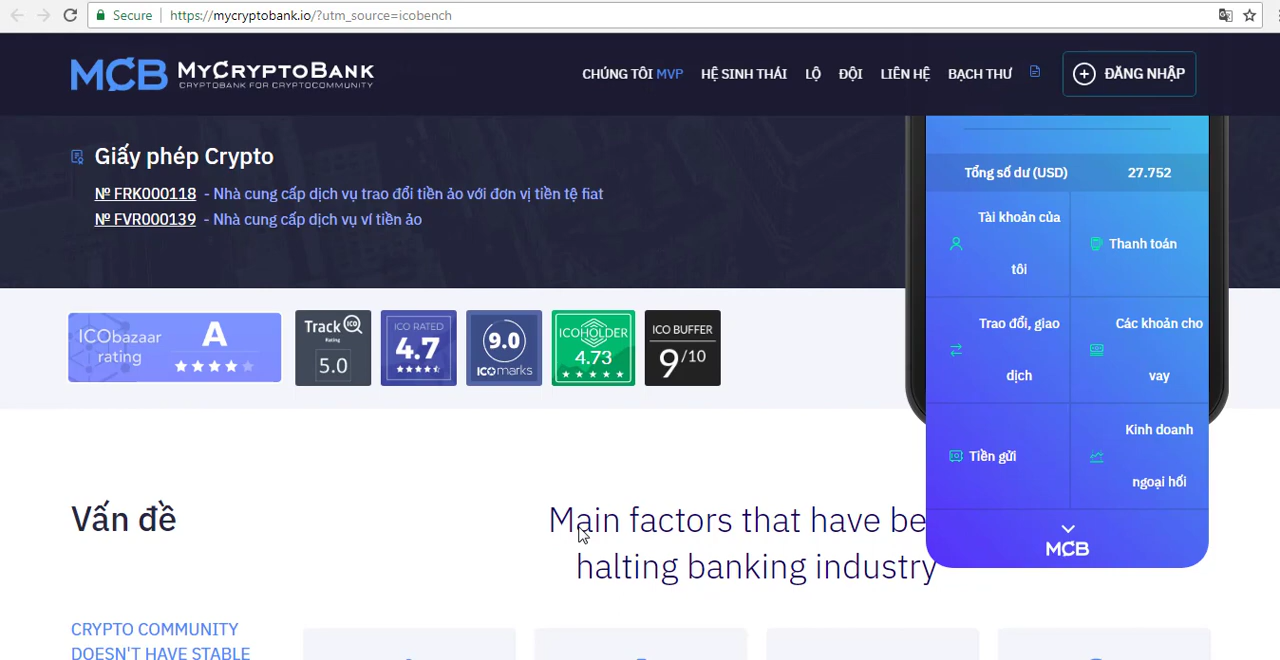 Secure
https://mycryptobank.io/?utm_source=icobench
MCB MYCRYPTOBANK
CRYPTOBANK FOR CRYPTOCOMMUNITY
CHÚNG TÔI MVP
HỆ SINH THÁI
LỘ
ĐỘI
LIÊN HỆ
BẠCH THƯ
ĐĂNG NHẬP
Giấy phép Crypto
№ FRK000118 - Nhà cung cấp dịch vụ trao đổi tiền ảo với đơn vị tiền tệ fiat
№ FVR000139 - Nhà cung cấp dịch vụ ví tiền ảo
Tổng số dư (USD) 27.752
Tài khoản của
tôi
Thanh toán
Trao đổi, giao
dịch
Các khoản cho
vay
Tiền gửi
Kinh doanh
ngoại hối
MCB
ICObazaar
rating
A
Track ICO
Rating
5.0
ICO RATED
4.7
9.0
ICOmarks
ICOHOLDER
4.73
ICO BUFFER
9/10
Vấn đề
Main factors that have be
halting banking industry
CRYPTO COMMUNITY
DOESN'T HAVE STABLE